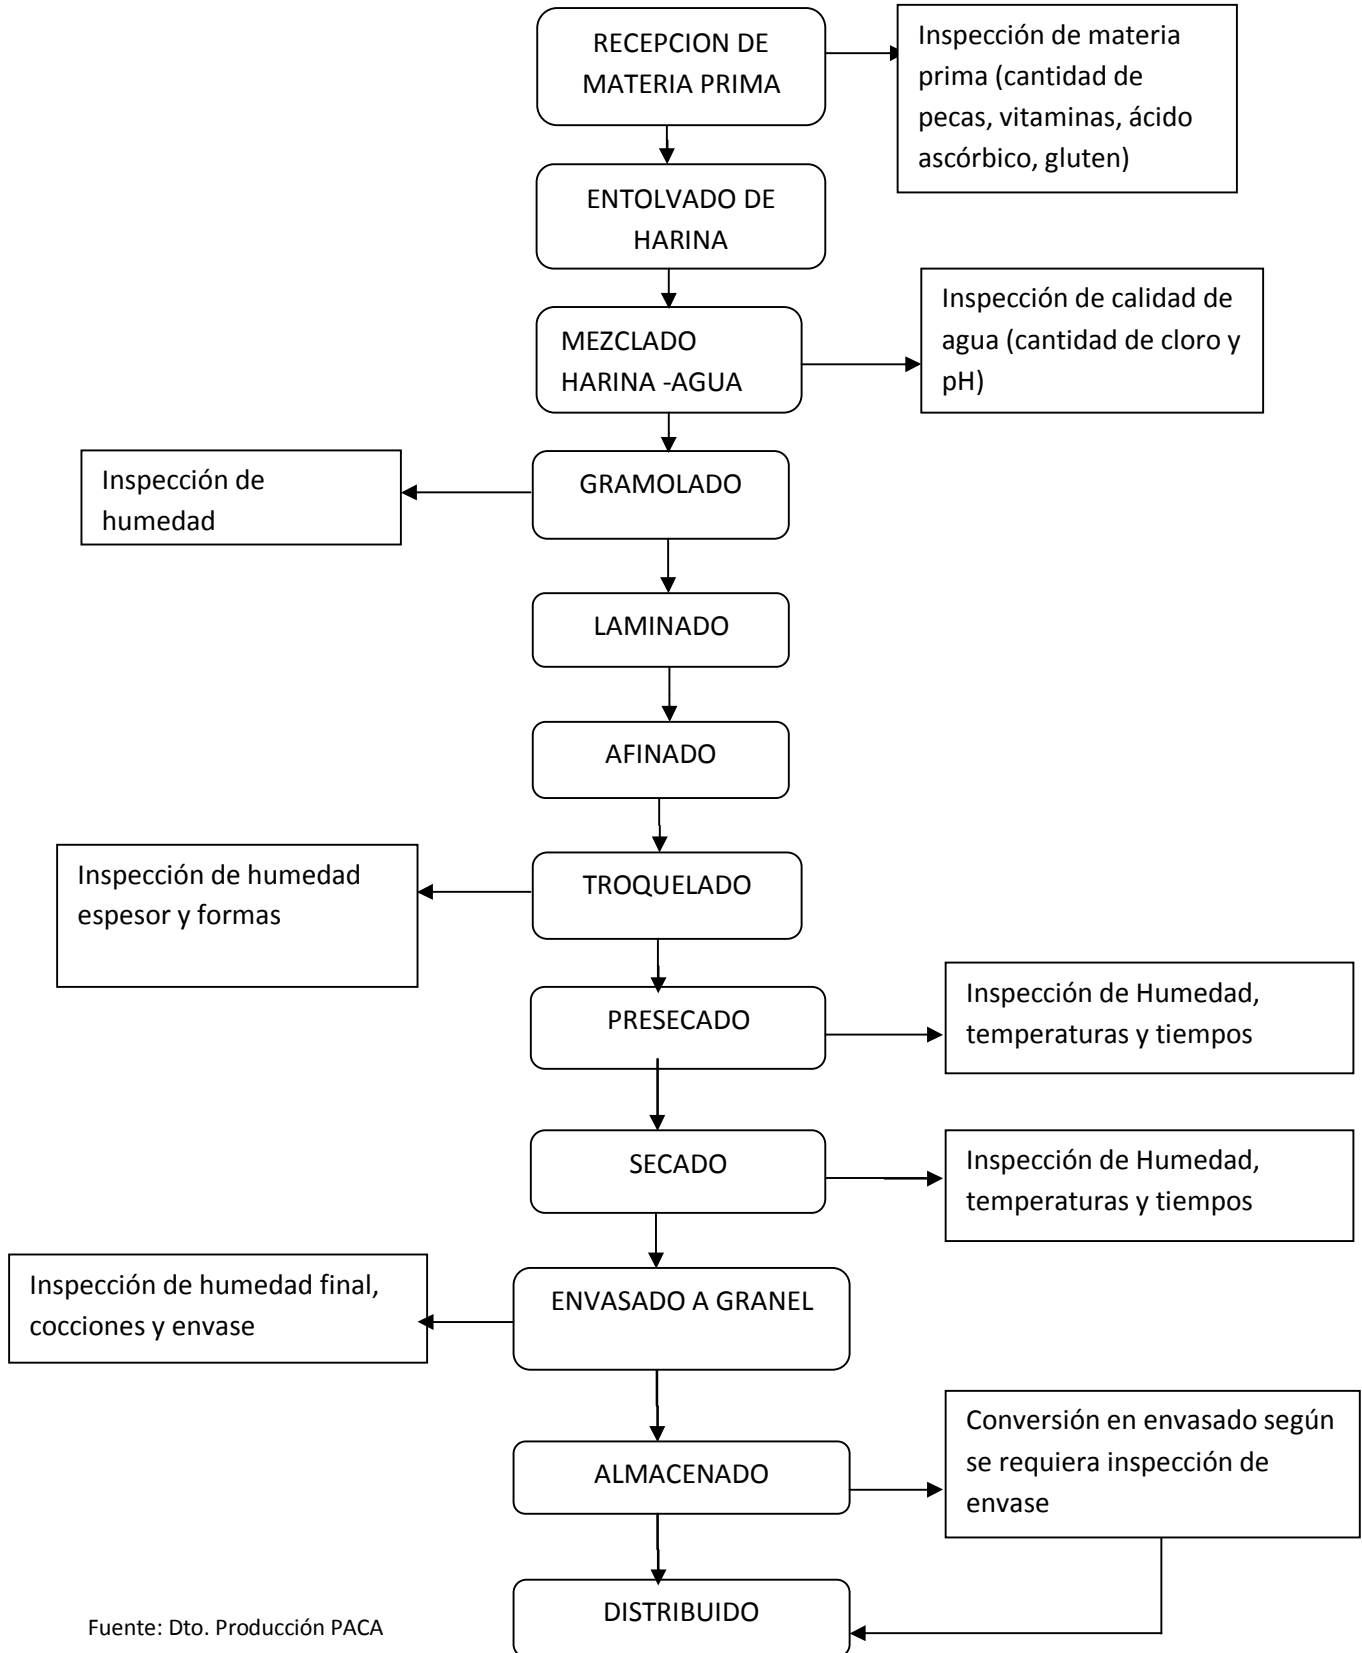 RECEPCION DE
MATERIA PRIMA
Inspección de materia
prima (cantidad de
pecas, vitaminas, ácido
ascórbico, gluten)
ENTOLVADO DE
HARINA
MEZCLADO
HARINA -AGUA
Inspección de calidad de
agua (cantidad de cloro y
pH)
GRAMOLADO
Inspección de
humedad
LAMINADO
AFINADO
TROQUELADO
Inspección de humedad
espesor y formas
PRESECADO
Inspección de Humedad,
temperaturas y tiempos
SECADO
Inspección de Humedad,
temperaturas y tiempos
ENVASADO A GRANEL
Inspección de humedad final,
cocciones y envase
ALMACENADO
Conversión en envasado según
se requiera inspección de
envase
DISTRIBUIDO
Fuente: Dto. Producción PACA